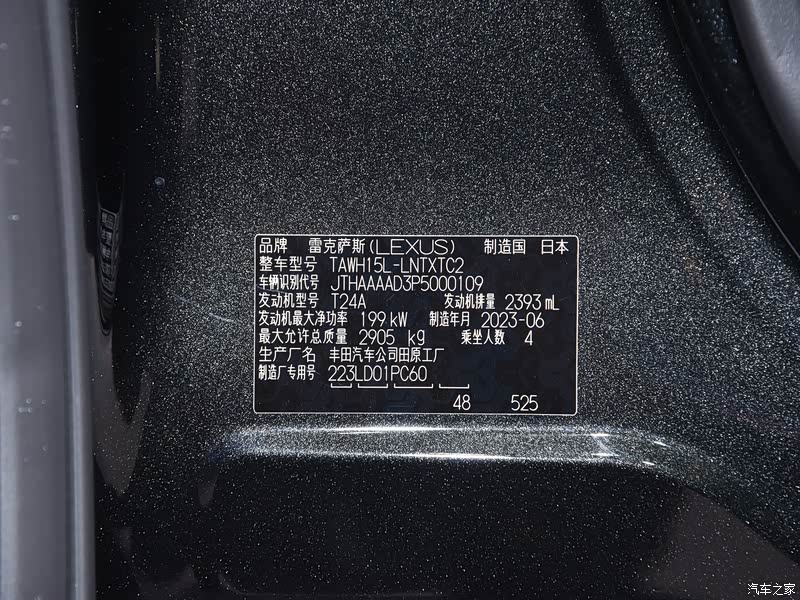 品牌 雷克萨斯(LEXUS) 制造国 日本
整车型号 TAWH15L-LNTXTC2
车辆识别代号 JTHAAAAD3P5000109
发动机型号 T24A 发动机排量 2393 mL
发动机最大净功率 199 kW 制造年月 2023-06
最大允许总质量 2905 kg 乘坐人数 4
生产厂名 丰田汽车公司田原工厂
制造厂专用号 223LD01PC60
48 525
汽车之家